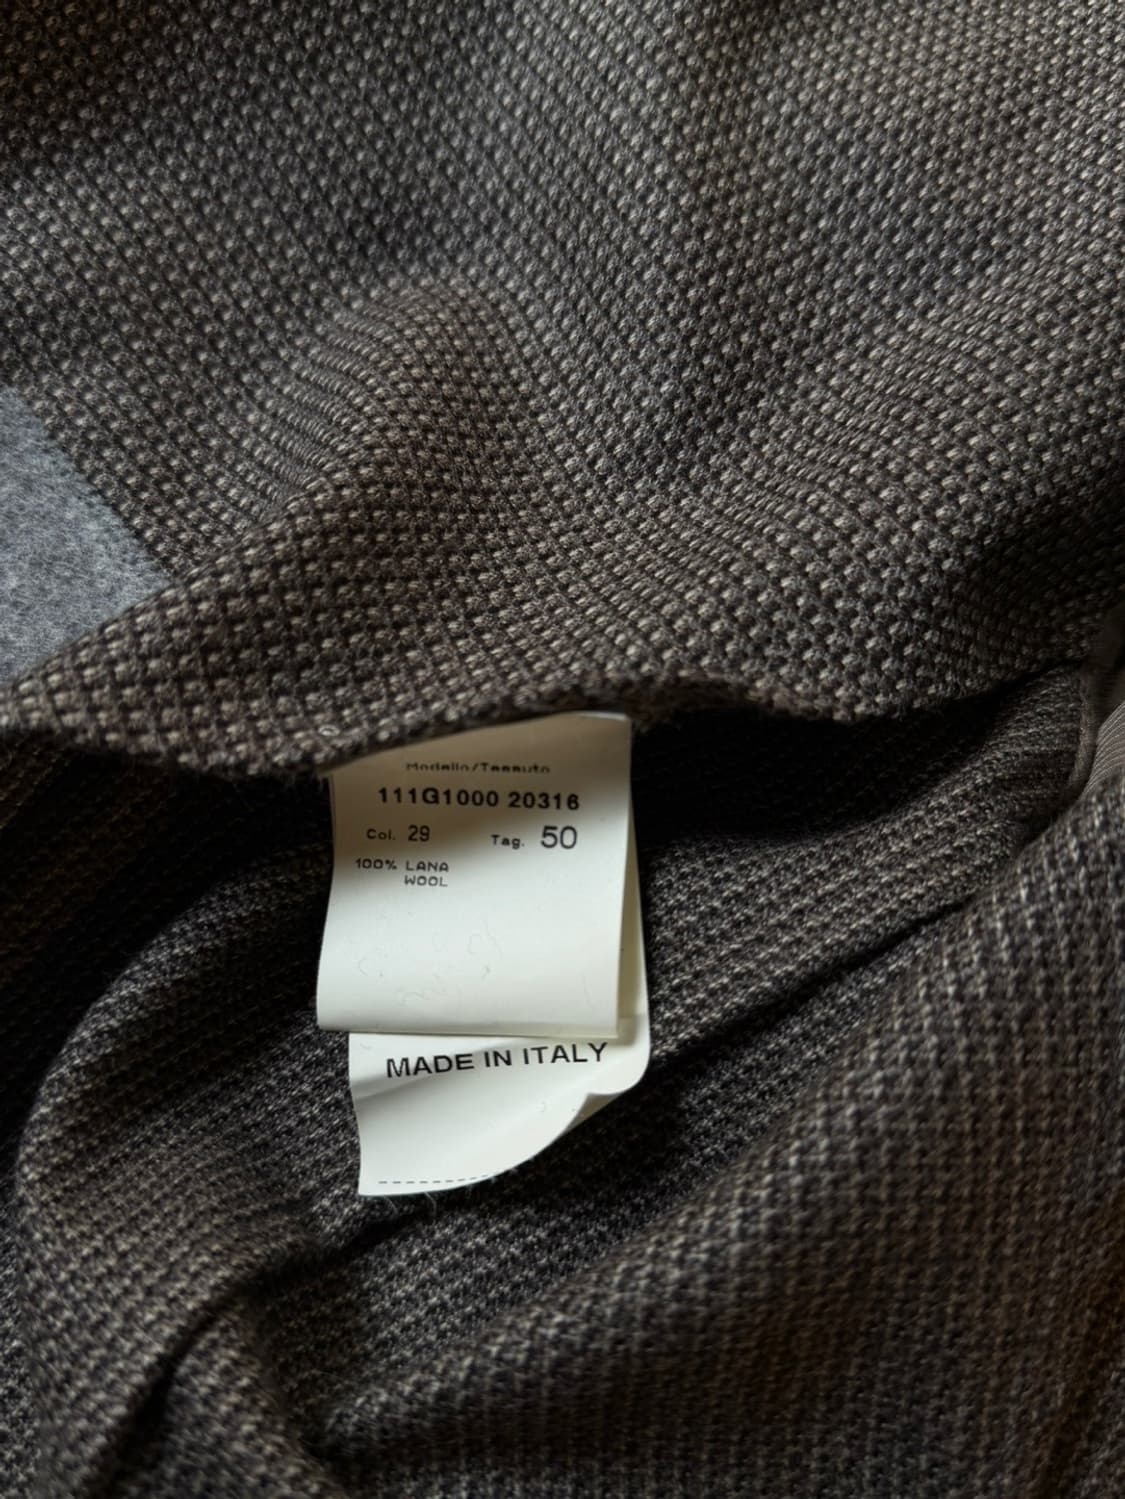 Modello/Tessuto
111G1000 20316
Col. 29 Tag. 50
100% LANA
WOOL
MADE IN ITALY